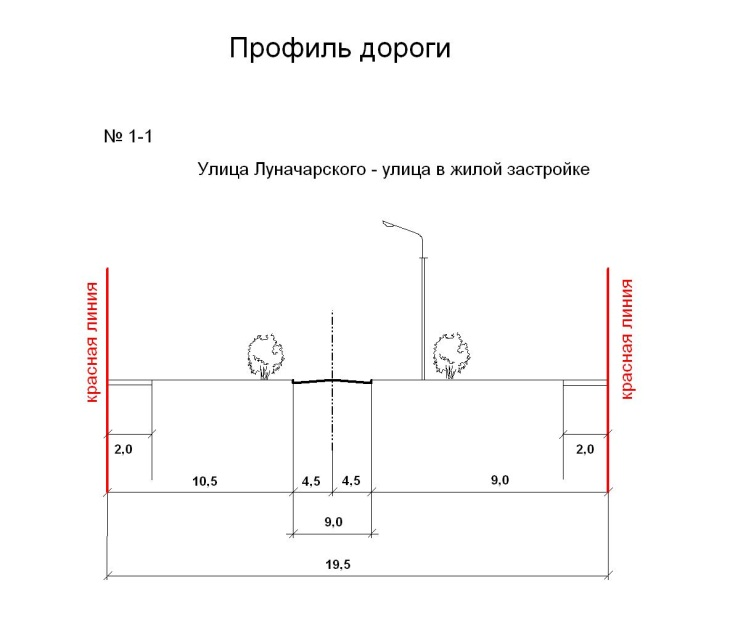 Профиль дороги
№ 1-1
Улица Луначарского - улица в жилой застройке
красная линия
красная линия
2,0
2,0
10,5
4,5
4,5
9,0
9,0
19,5